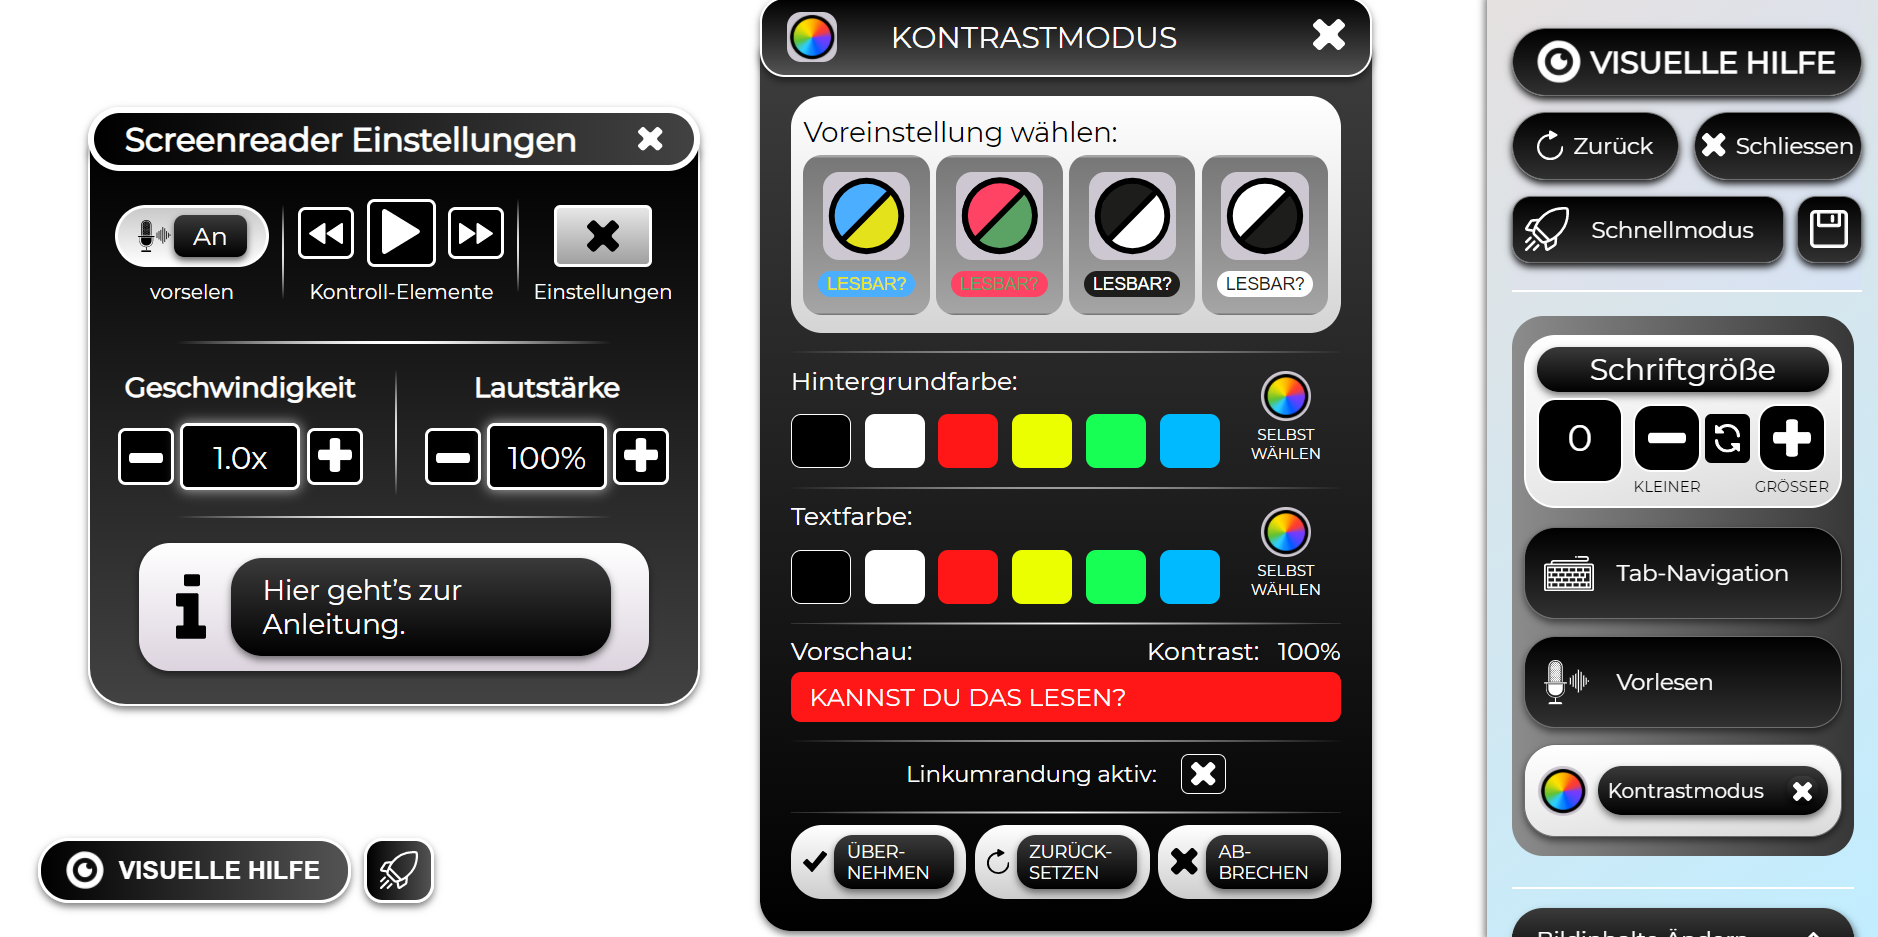 Screenreader Einstellungen
An
vorselen
Kontroll-Elemente
Einstellungen
Geschwindigkeit
Lautstärke
1.0x
100%
Hier geht's zur
Anleitung.
VISUELLE HILFE
KONTRASTMODUS
Voreinstellung wählen:
LESBAR?
LESBAR?
LESBAR?
LESBAR?
Hintergrundfarbe:
SELBST
WÄHLEN
Textfarbe:
SELBST
WÄHLEN
Vorschau:
Kontrast: 100%
KANNST DU DAS LESEN?
Linkumrandung aktiv:
ÜBER-
NEHMEN
ZURÜCK-
SETZEN
AB-
BRECHEN
VISUELLE HILFE
Zurück
Schliessen
Schnellmodus
Schriftgröße
0
KLEINER
GRÖSSER
Tab-Navigation
Vorlesen
Kontrastmodus
Bildinhalte Ändern